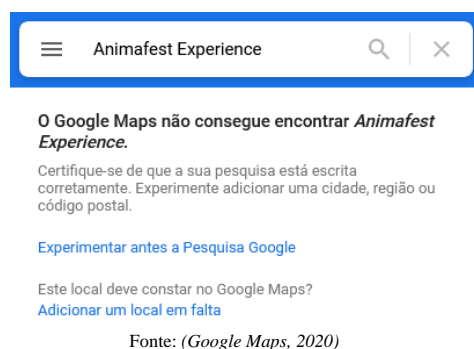 Animafest Experience
O Google Maps não consegue encontrar Animafest
Experience.
Certifique-se de que a sua pesquisa está escrita
corretamente. Experimente adicionar uma cidade, região ou
código postal.
Experimentar antes a Pesquisa Google
Este local deve constar no Google Maps?
Adicionar um local em falta
Fonte: (Google Maps, 2020)